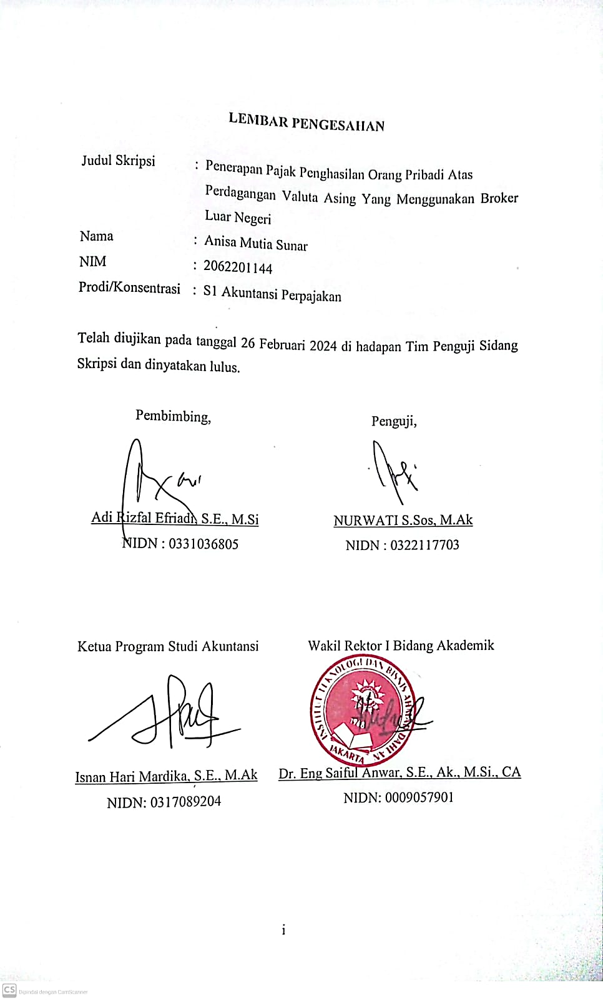 LEMBAR PENGESAHAN
Judul Skripsi : Penerapan Pajak Penghasilan Orang Pribadi Atas
Perdagangan Valuta Asing Yang Menggunakan Broker
Luar Negeri
Nama : Anisa Mutia Sunar
NIM : 2062201144
Prodi/Konsentrasi : S1 Akuntansi Perpajakan
Telah diujikan pada tanggal 26 Februari 2024 di hadapan Tim Penguji Sidang
Skripsi dan dinyatakan lulus.
Pembimbing,
Penguji,
Adi Rizfal Efriadi, S.E., M.Si
NURWATI S.Sos, M.Ak
NIDN : 0331036805
NIDN : 0322117703
Ketua Program Studi Akuntansi
Wakil Rektor I Bidang Akademik
INSTITUT TEKNOLOGI DAN BISNIS AHMAD DAHLAN
JAKARTA
Isnan Hari Mardika, S.E., M.Ak
Dr. Eng Saiful Anwar, S.E., Ak., M.Si., CA
NIDN: 0317089204
NIDN: 0009057901
i
CS Dipindai dengan CamScanner